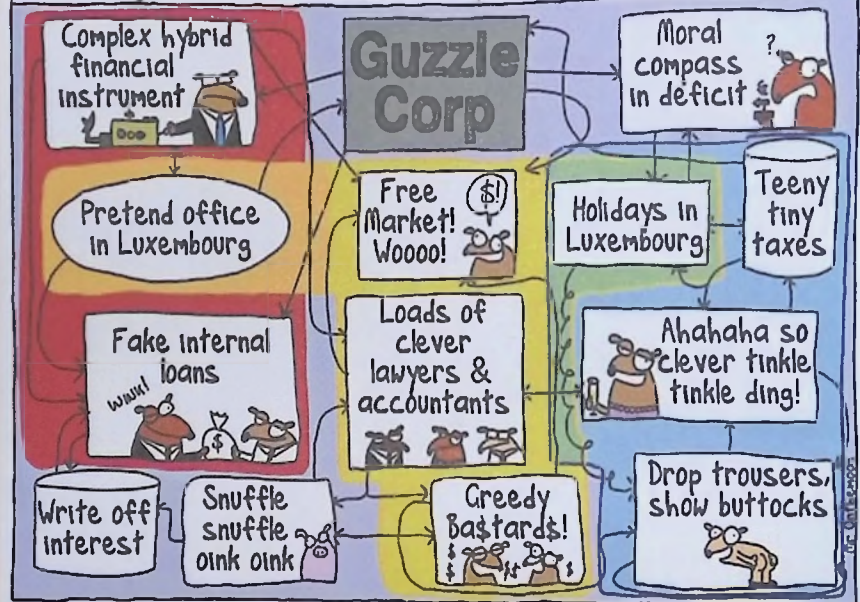 Complex hybrid
financial
instrument
Guzzle
Corp
?
Moral
compass
in deficit
Pretend office
in Luxembourg
Free
Market!
Woooo!
$!
Holidays in
Luxembourg
Teeny
tiny
taxes
Fake internal
loans
wink!
$
Loads of
clever
lawyers &
accountants
Ahahaha so
clever tinkle
tinkle ding!
Write off
interest
Snuffle
snuffle
oink oink
Greedy
Ba$tard$!
$ $ $ $ $
Drop trousers,
show buttocks